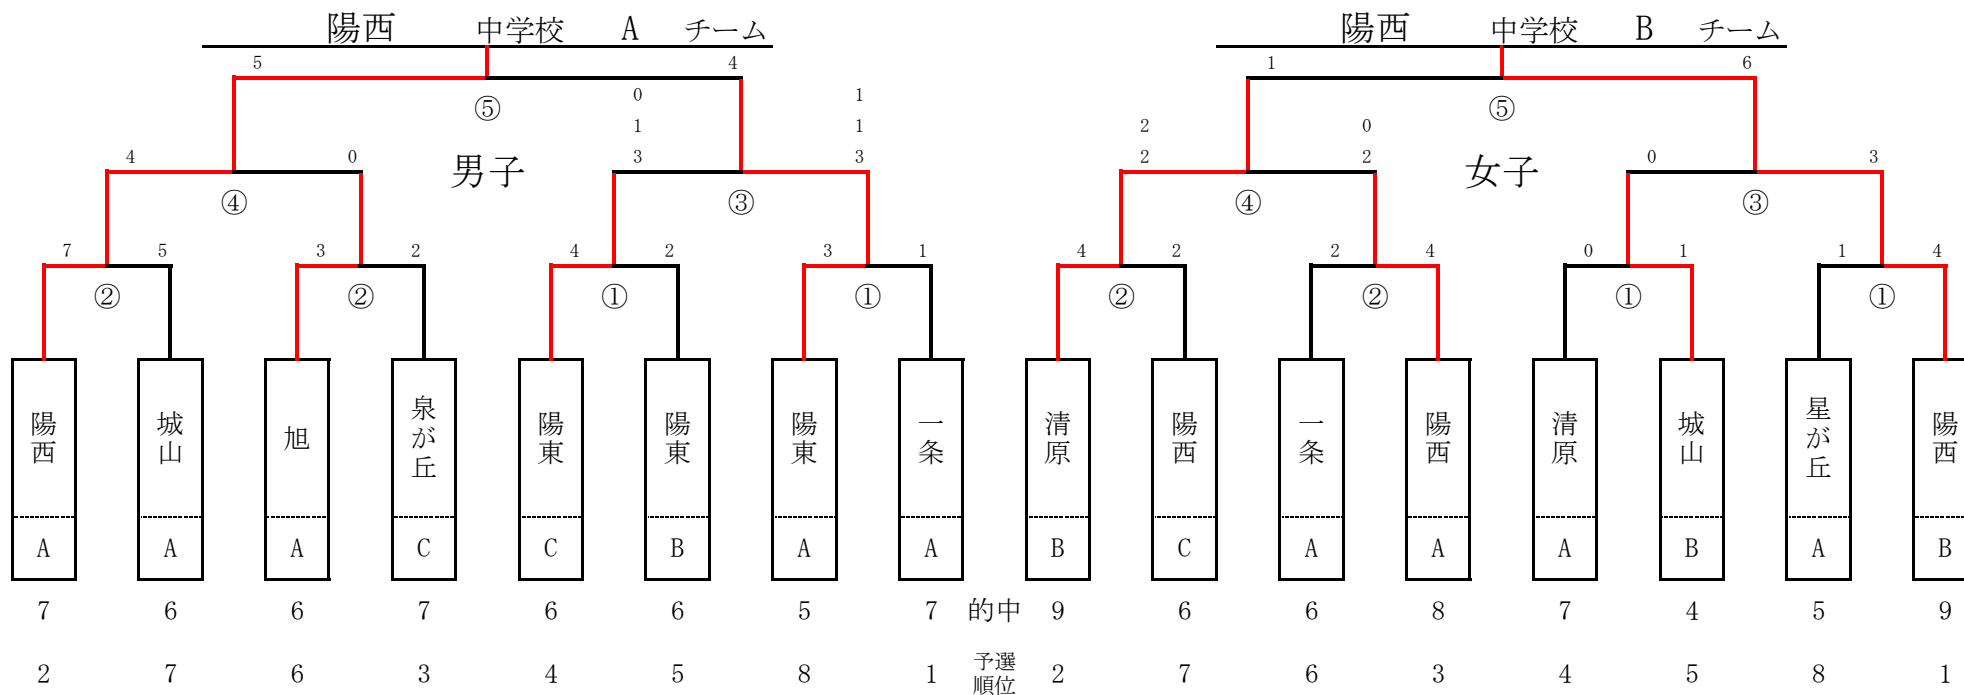 陽西 中学校 A チーム 陽西 中学校 B チーム
5 4 1 6
0 1
⑤ ⑤
1 1 2 0
4 0 男子 3 3 2 2 女子 0 3
④ ③ ④ ③
7 5 3 2 4 2 3 1 4 2 2 4 0 1 1 4
② ② ① ① ② ② ① ①
陽西 城山 旭 泉が丘 陽東 陽東 陽東 一条 清原 陽西 一条 陽西 清原 城山 星が丘 陽西
A A A C C B A A B C A A A B A B
7 6 6 7 6 6 5 7 的中 9 6 6 8 7 4 5 9
2 7 6 3 4 5 8 1 予選順位 2 7 6 3 4 5 8 1